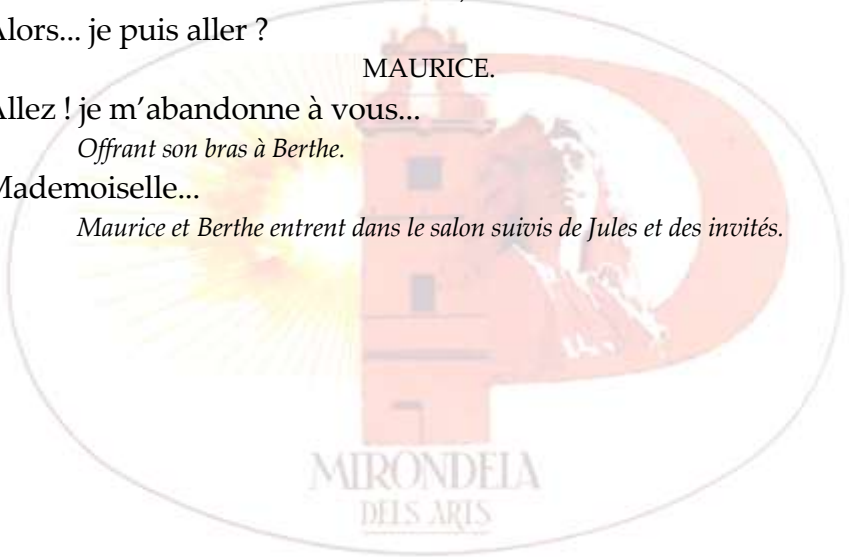 Alors... je puis aller ?
MAURICE.
Allez ! je m’abandonne à vous...
Offrant son bras à Berthe.
Mademoiselle...
Maurice et Berthe entrent dans le salon suivis de Jules et des invités.
MIRONDELA
DELS ARTS